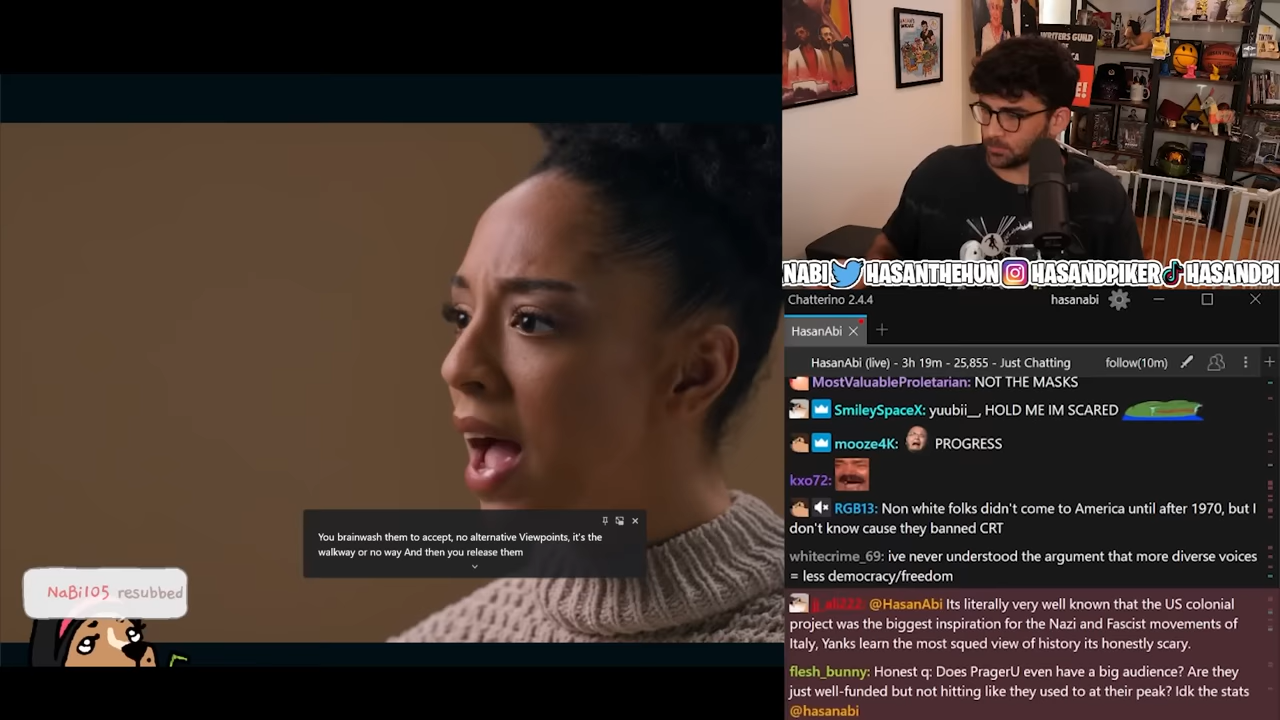 You brainwash them to accept, no alternative Viewpoints, it's the
walkway or no way And then you release them
NaBi105 resubbed
WRITERS GUILD
NABI HASANTHEHUN HASANDPIKER HASANDPI
Chatterino 2.4.4
hasanabi
HasanAbi
HasanAbi (live) - 3h 19m - 25,855 - Just Chatting
follow(10m)
MostValuableProletarian: NOT THE MASKS
SmileySpaceX: yuubii__, HOLD ME IM SCARED
mooze4K: PROGRESS
kxo72:
RGB13: Non white folks didn't come to America until after 1970, but I
don't know cause they banned CRT
whitecrime_69: ive never understood the argument that more diverse voices
= less democracy/freedom
@HasanAbi Its literally very well known that the US colonial
project was the biggest inspiration for the Nazi and Fascist movements of
Italy, Yanks learn the most squed view of history its honestly scary.
flesh_bunny: Honest q: Does PragerU even have a big audience? Are they
just well-funded but not hitting like they used to at their peak? Idk the stats
@hasanabi